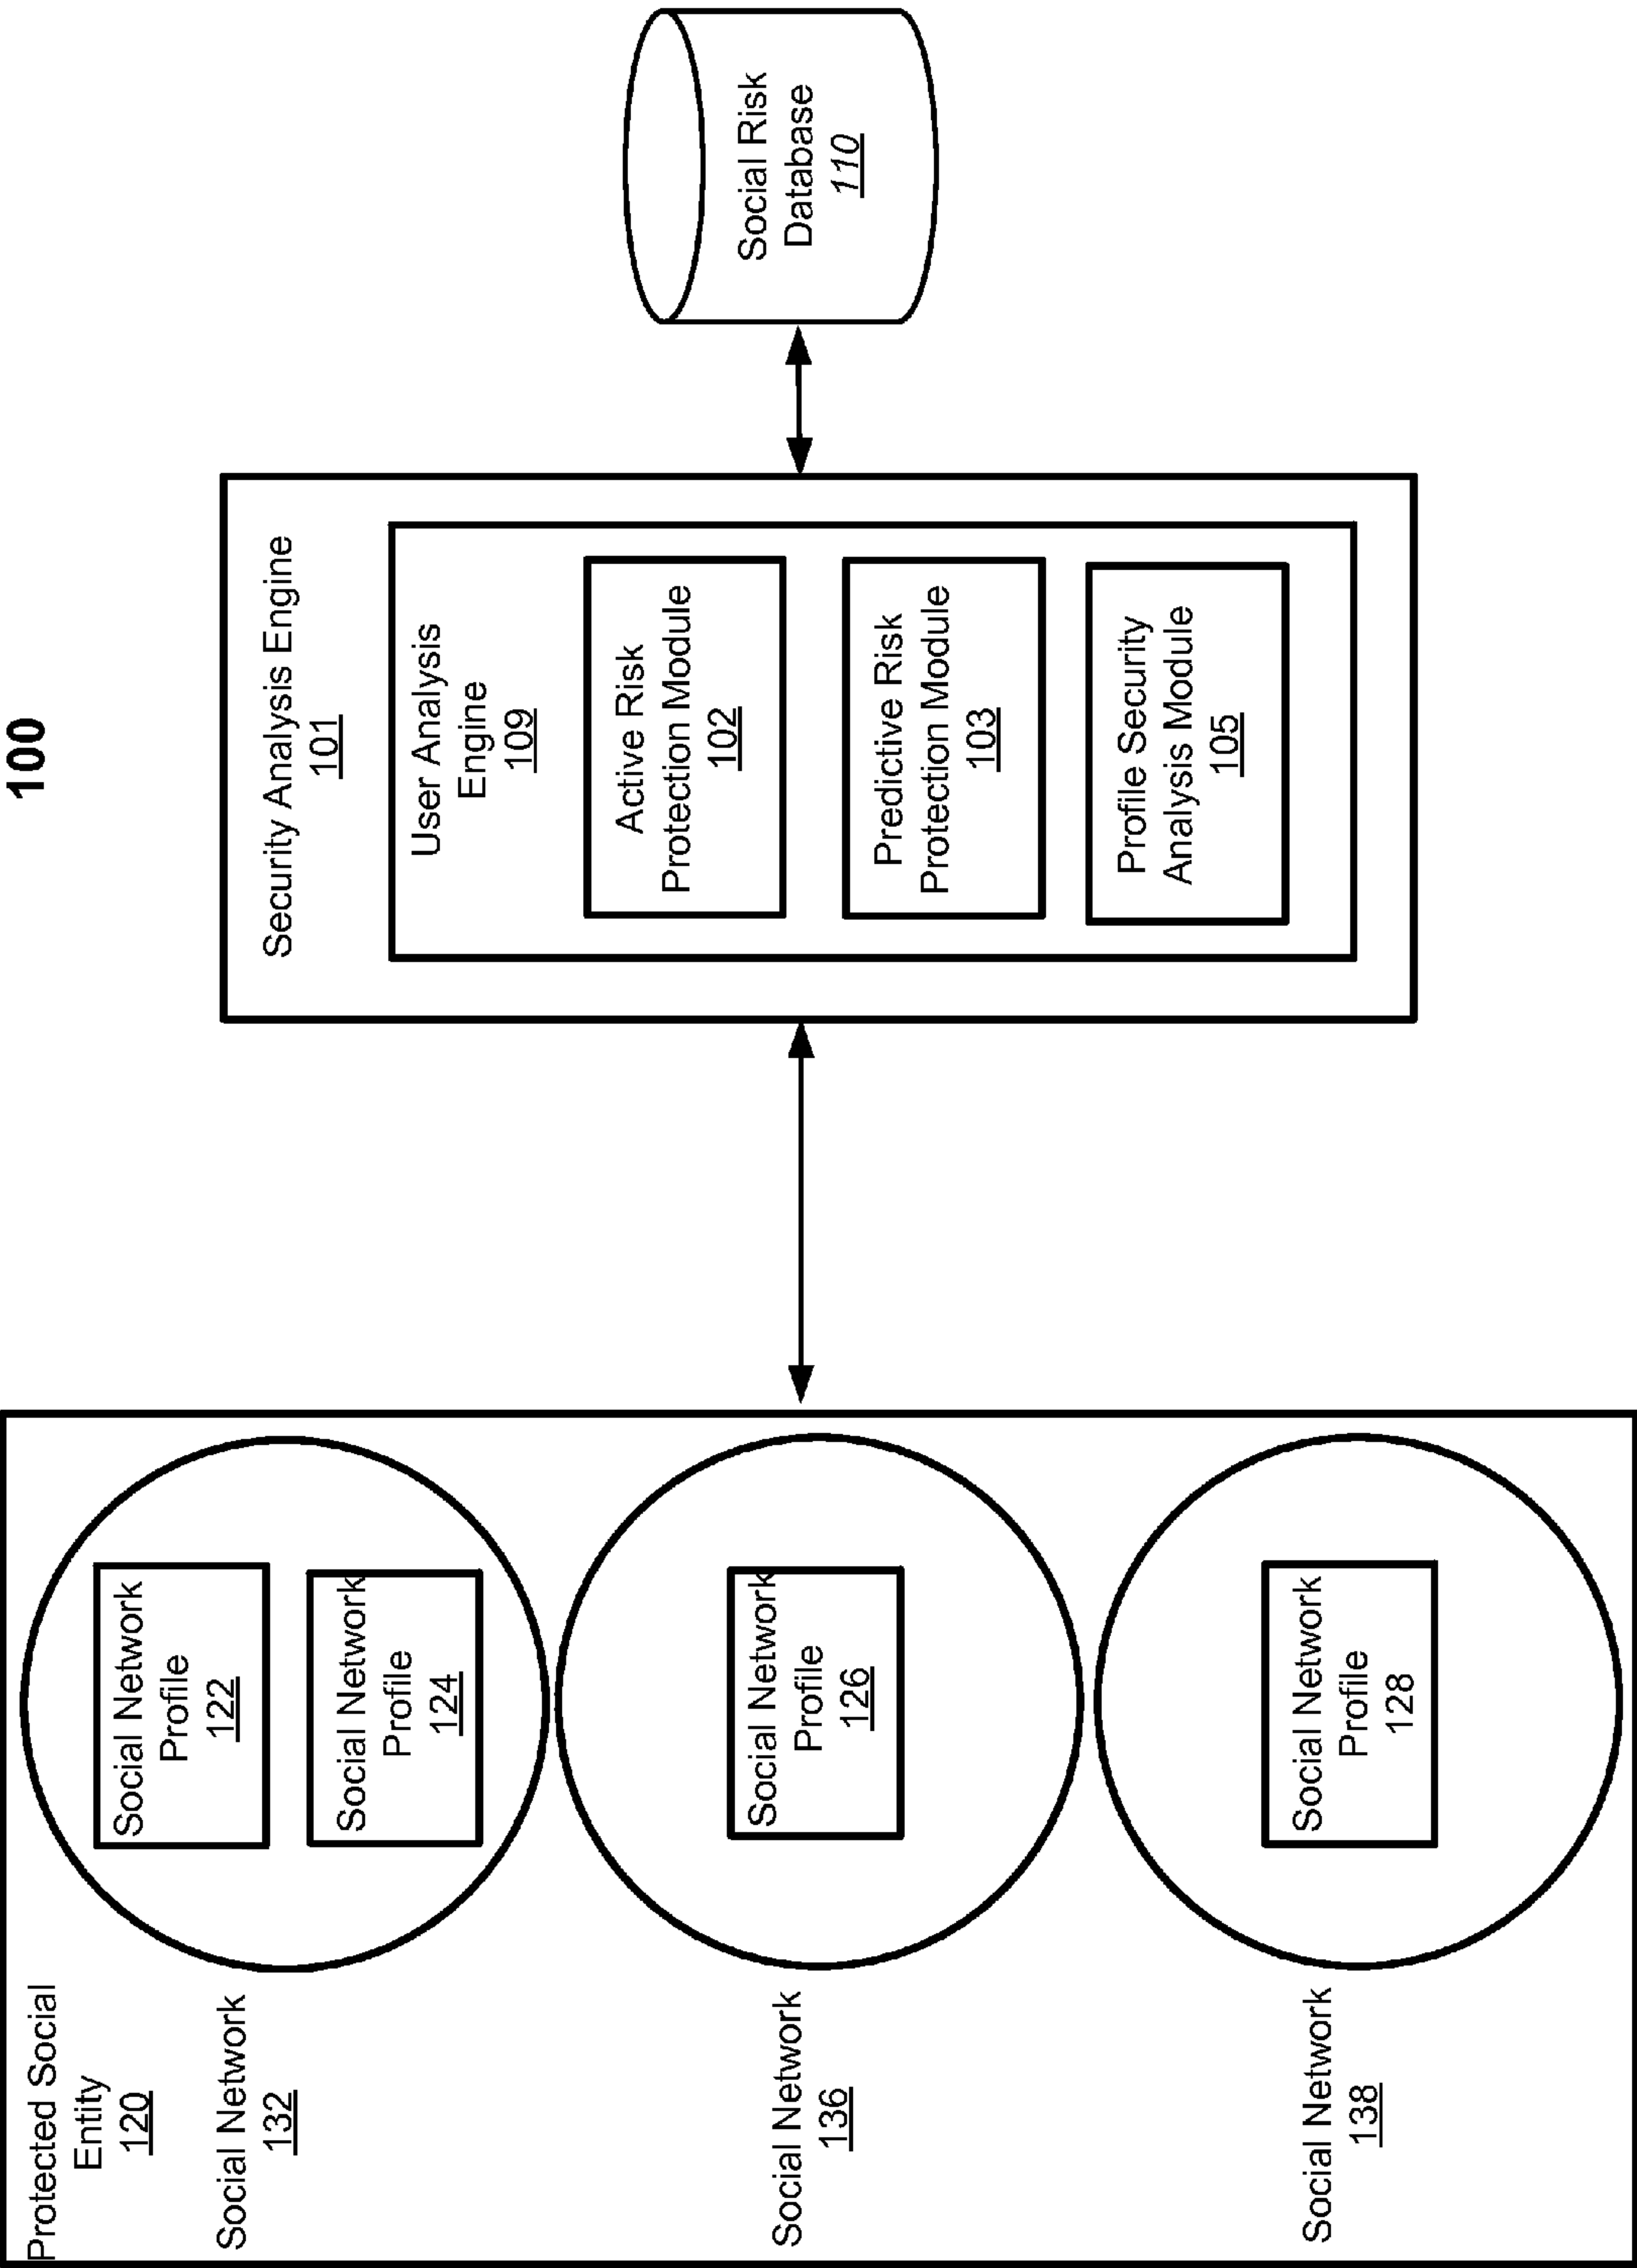 100
Protected Social
Entity
120
Social Network
132
Social Network
Profile
122
Social Network
Profile
124
Social Network
136
Social Network
Profile
126
Social Network
138
Social Network
Profile
128
Security Analysis Engine
101
User Analysis
Engine
109
Active Risk
Protection Module
102
Predictive Risk
Protection Module
103
Profile Security
Analysis Module
105
Social Risk
Database
110